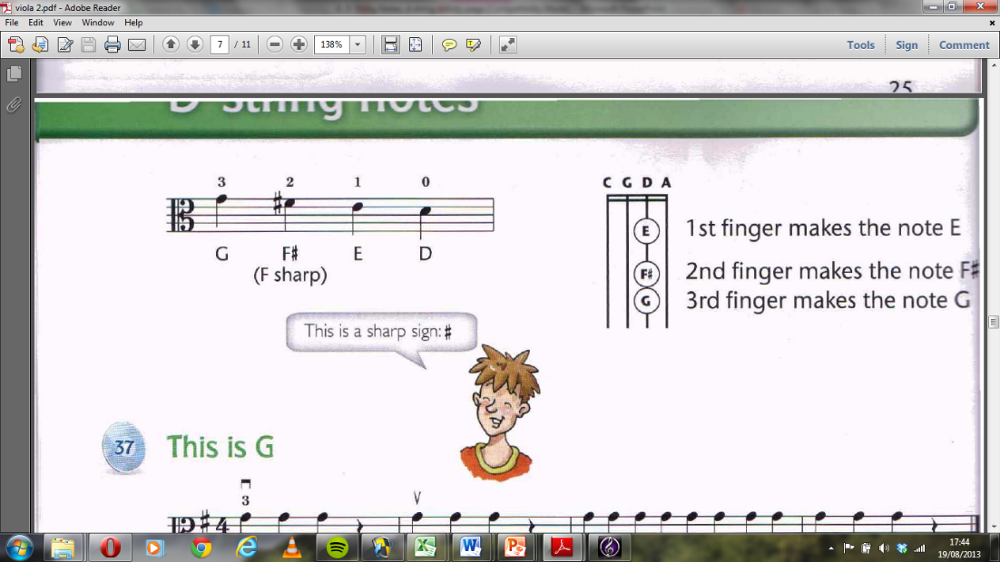 viola 2.pdf - Adobe Reader
File Edit View Window Help
7 / 11 138% Tools Sign Comment
25
D string notes
3 2 1 0
G F♯ E D
(F sharp)
C G D A
E
F♯
G
1st finger makes the note E
2nd finger makes the note F♯
3rd finger makes the note G
This is a sharp sign: ♯
37 This is G
3
4
17:44
19/08/2013